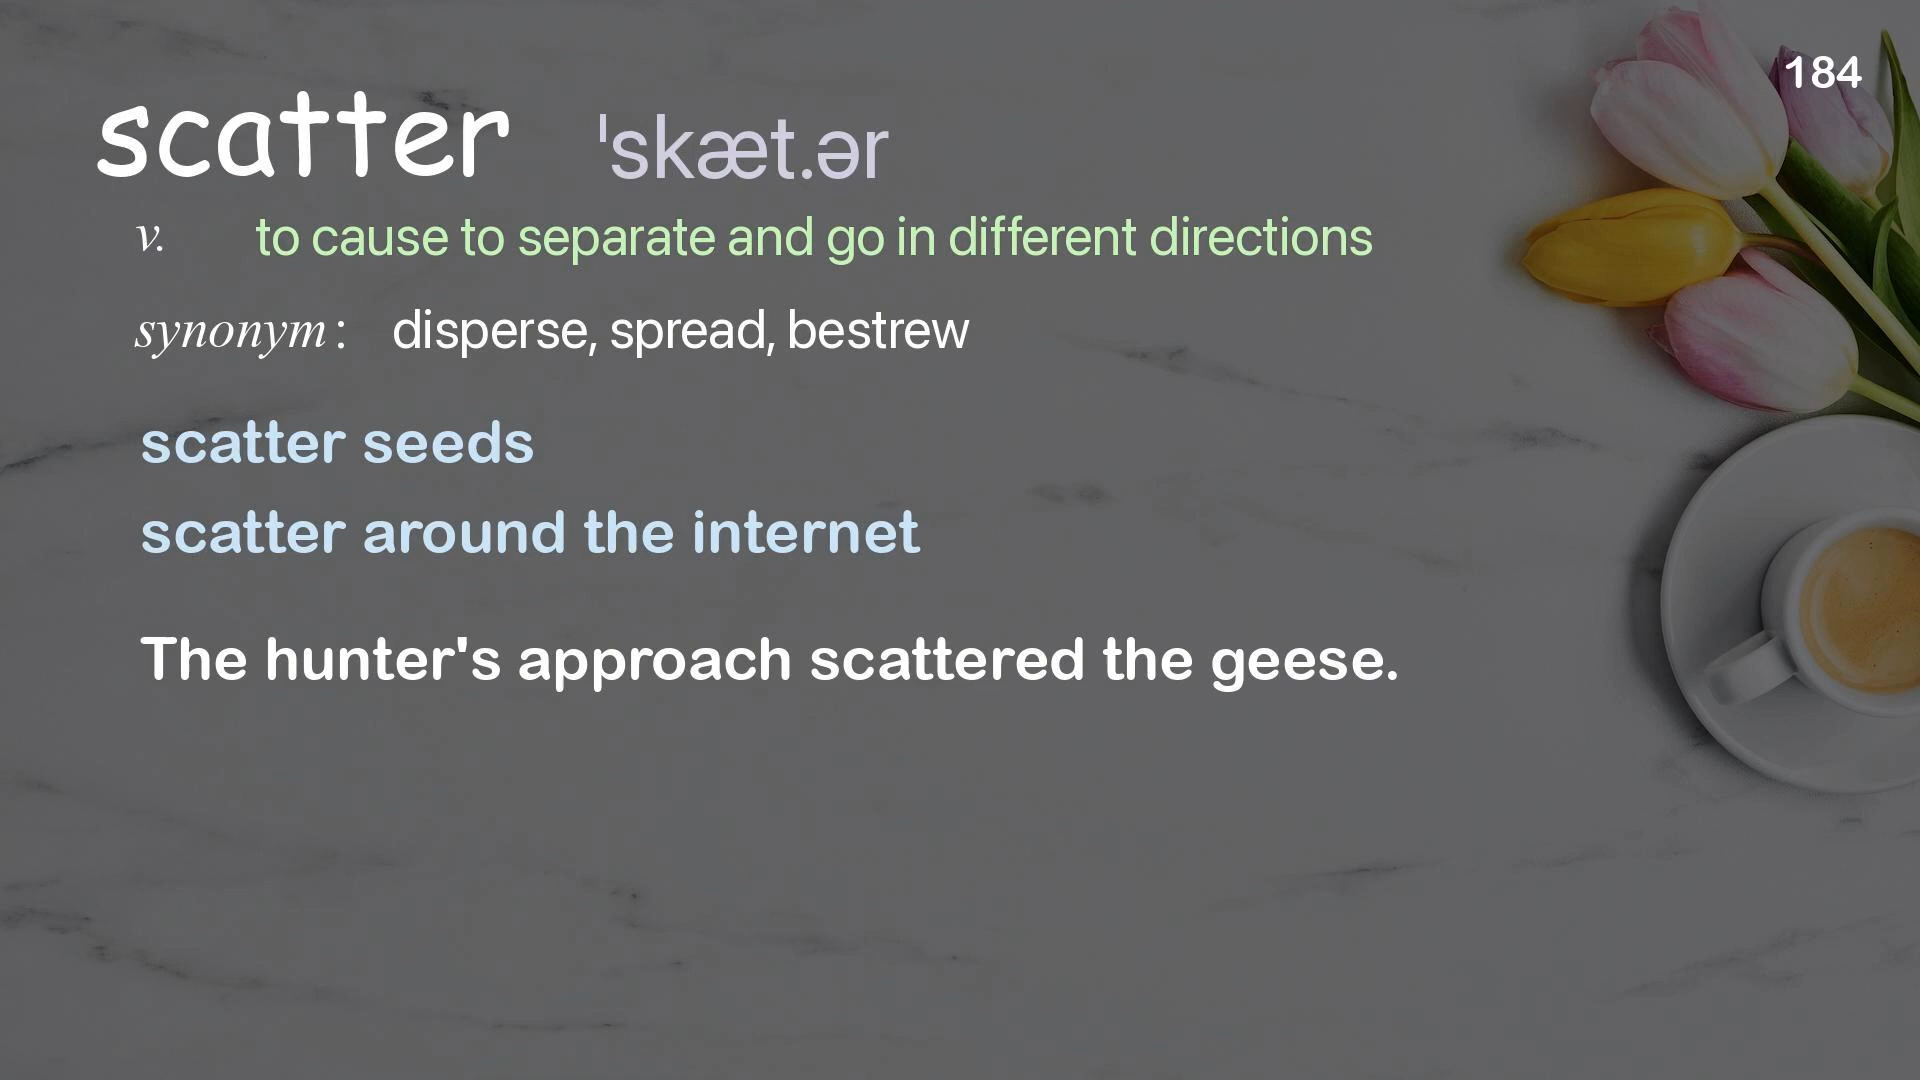 184
scatter ˈskæt.ər
v. to cause to separate and go in different directions
synonym : disperse, spread, bestrew
scatter seeds
scatter around the internet
The hunter's approach scattered the geese.